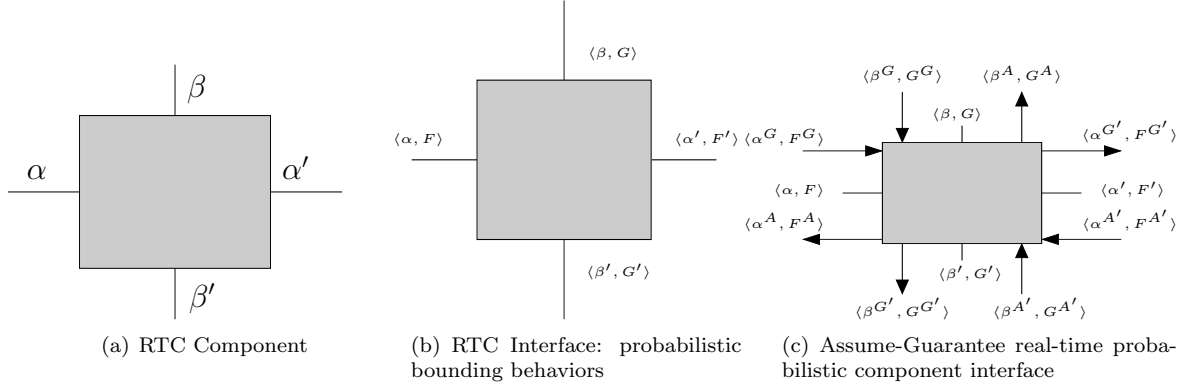 β
α
α′
β′
(a) RTC Component
⟨β, G⟩
⟨α, F⟩
⟨α′, F′⟩
⟨β′, G′⟩
(b) RTC Interface: probabilistic
bounding behaviors
⟨β^G, G^G⟩
⟨β^A, G^A⟩
⟨β, G⟩
⟨α^G, F^G⟩
⟨α^G′, F^G′⟩
⟨α, F⟩
⟨α′, F′⟩
⟨α^A, F^A⟩
⟨α^A′, F^A′⟩
⟨β′, G′⟩
⟨β^G′, G^G′⟩
⟨β^A′, G^A′⟩
(c) Assume-Guarantee real-time proba-
bilistic component interface